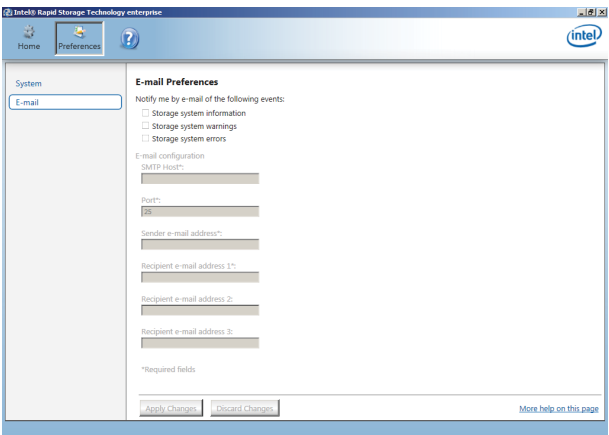 Intel® Rapid Storage Technology enterprise
Home
Preferences
?
intel
System
E-mail
E-mail Preferences
Notify me by e-mail of the following events:
Storage system information
Storage system warnings
Storage system errors
E-mail configuration
SMTP Host*:
Port*:
25
Sender e-mail address*:
Recipient e-mail address 1*:
Recipient e-mail address 2:
Recipient e-mail address 3:
*Required fields
Apply Changes
Discard Changes
More help on this page